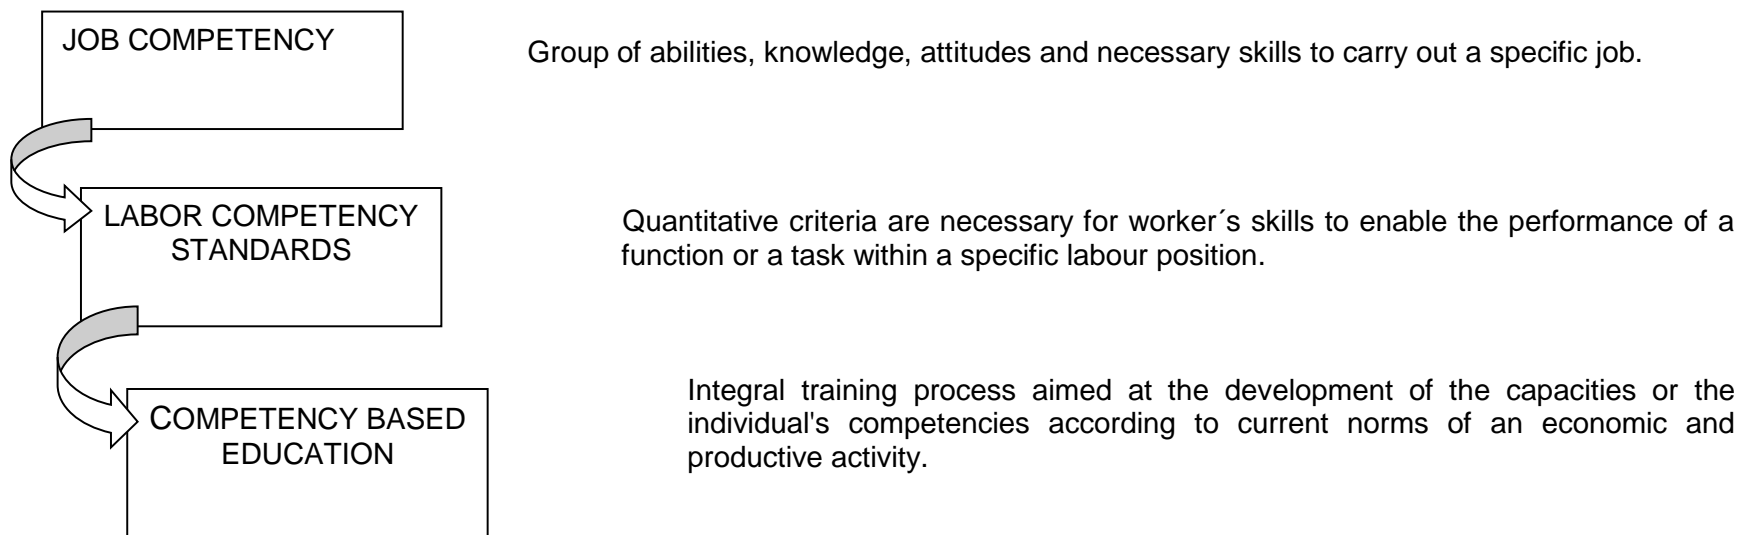 JOB COMPETENCY
Group of abilities, knowledge, attitudes and necessary skills to carry out a specific job.
LABOR COMPETENCY
STANDARDS
Quantitative criteria are necessary for worker´s skills to enable the performance of a
function or a task within a specific labour position.
COMPETENCY BASED
EDUCATION
Integral training process aimed at the development of the capacities or the
individual's competencies according to current norms of an economic and
productive activity.